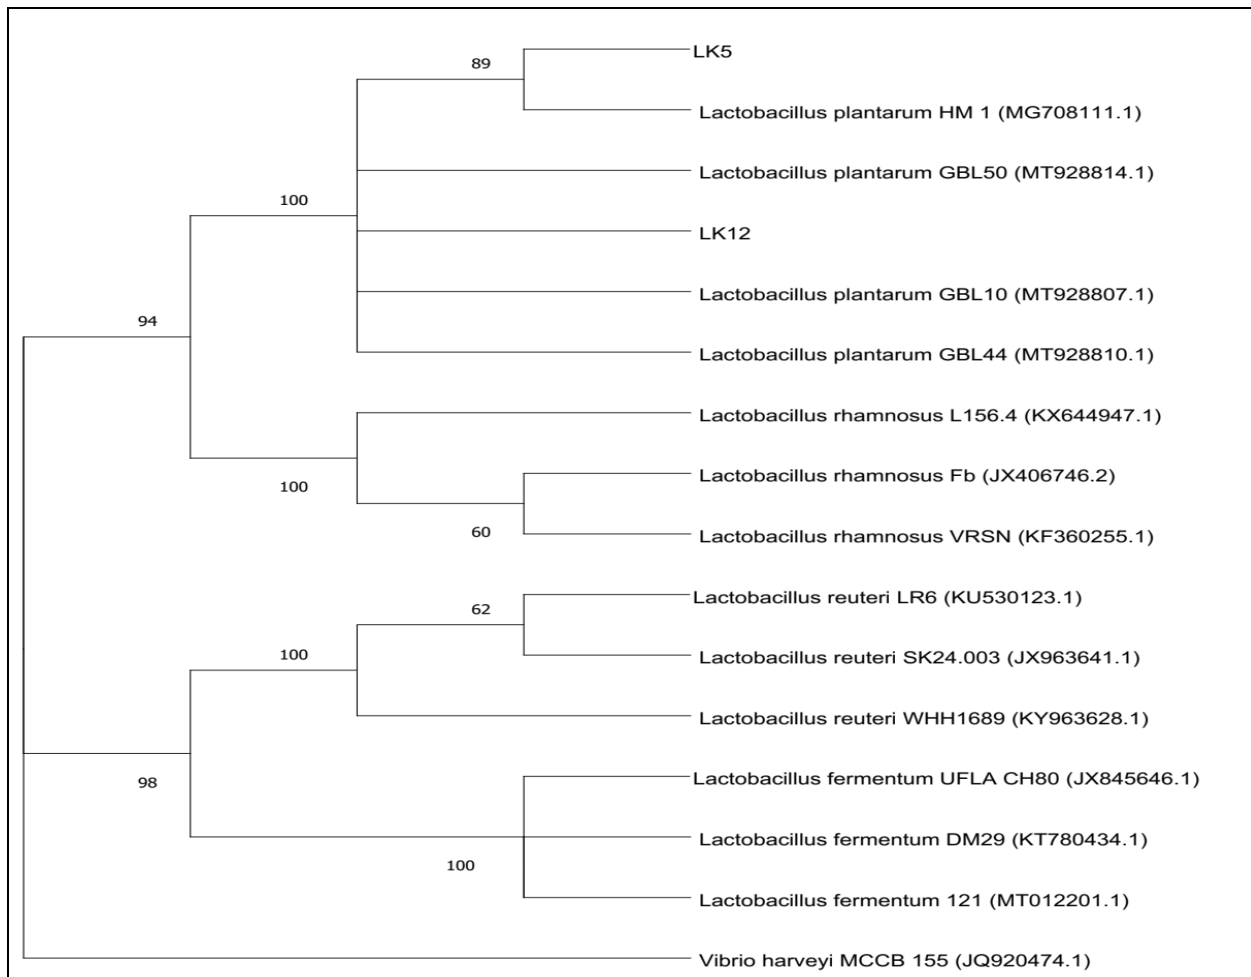 LK5
89
Lactobacillus plantarum HM 1 (MG708111.1)
Lactobacillus plantarum GBL50 (MT928814.1)
100
LK12
Lactobacillus plantarum GBL10 (MT928807.1)
94
Lactobacillus plantarum GBL44 (MT928810.1)
Lactobacillus rhamnosus L156.4 (KX644947.1)
Lactobacillus rhamnosus Fb (JX406746.2)
100
60
Lactobacillus rhamnosus VRSN (KF360255.1)
Lactobacillus reuteri LR6 (KU530123.1)
62
100
Lactobacillus reuteri SK24.003 (JX963641.1)
Lactobacillus reuteri WHH1689 (KY963628.1)
98
Lactobacillus fermentum UFLA CH80 (JX845646.1)
Lactobacillus fermentum DM29 (KT780434.1)
100
Lactobacillus fermentum 121 (MT012201.1)
Vibrio harveyi MCCB 155 (JQ920474.1)